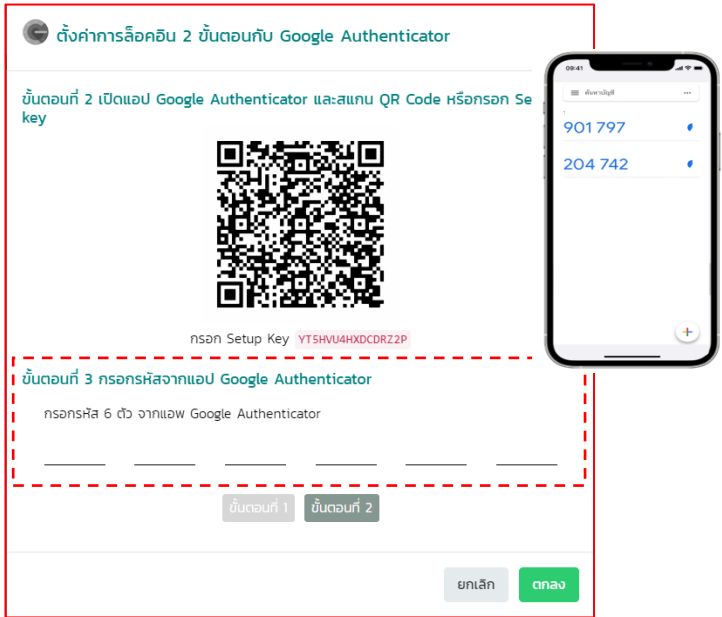 ตั้งค่าการล็อคอิน 2 ขั้นตอนกับ Google Authenticator
ขั้นตอนที่ 2 เปิดแอป Google Authenticator และสแกน QR Code หรือกรอก Se
key
กรอก Setup Key YT5HVU4HXDCDRZ2P
ขั้นตอนที่ 3 กรอกรหัสจากแอป Google Authenticator
กรอกรหัส 6 ตัว จากแอพ Google Authenticator
ขั้นตอนที่ 1 ขั้นตอนที่ 2
ยกเลิก ตกลง
09:41
ค้นหาบัญชี
901 797
204 742